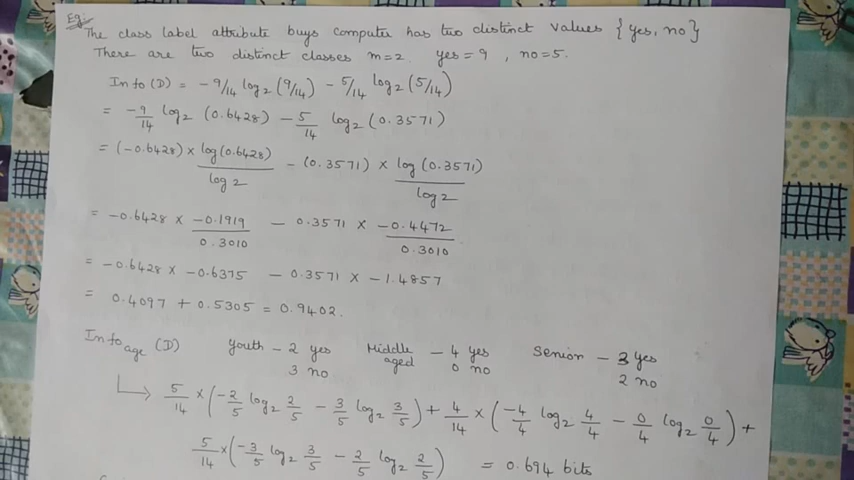 Eg:-
The class label attribute buys computer has two distinct values {yes, no}
There are two distinct classes m=2. yes=9, no=5.
Info(D) = -9/14 log2(9/14) - 5/14 log2(5/14)
= -9/14 log2 (0.6428) - 5/14 log2(0.3571)
= (-0.6428) × log(0.6428)/log2 - (0.3571) × log(0.3571)/log2
= -0.6428 × -0.1919/0.3010 - 0.3571 × -0.4472/0.3010
= -0.6428 × -0.6375 - 0.3571 × -1.4857
= 0.4097 + 0.5305 = 0.9402.
Info age (D) youth - 2 yes Middle aged - 4 yes Senior - 3 yes
3 no 0 no 2 no
5/14 × (-2/5 log2 2/5 - 3/5 log2 3/5) + 4/14 × (-4/4 log2 4/4 - 0/4 log2 0/4) +
5/14 × (-3/5 log2 3/5 - 2/5 log2 2/5) = 0.694 bits